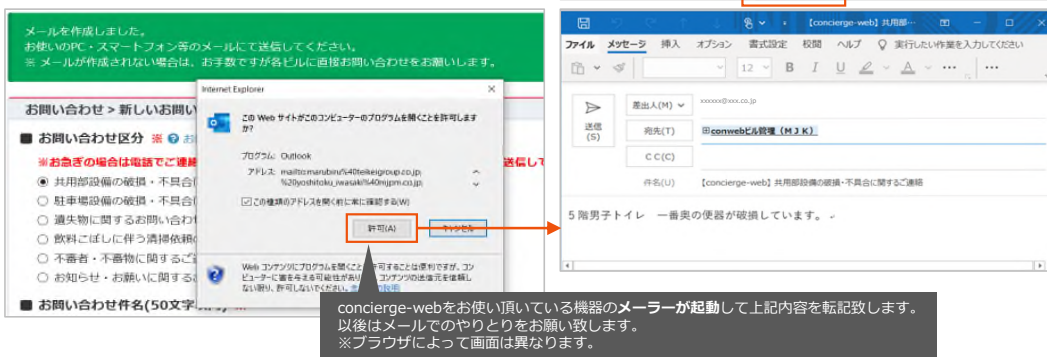 メールを作成しました。
お使いのPC・スマートフォン等のメールにて送信してください。
※ メールが作成されない場合は、お手数ですが各ビルに直接お問い合わせをお願いします。
お問い合わせ > 新しいお問い
■ お問い合わせ区分 ※
※お急ぎの場合は電話でご連絡
送信して
共用部設備の破損・不具合
駐車場設備の破損・不具合
遺失物に関するお問い合わせ
飲料こぼしに伴う清掃依頼
不審者・不審物に関するご
お知らせ・お願いに関する
■ お問い合わせ件名(50文字
Internet Explorer
この Web サイトがこのコンピューターのプログラムを開くことを許可します
か?
プログラム: Outlook
アドレス: mailto:marubiru%40teikeigroup.co.jp;
%20yoshitoku_iwasaki%40mjpm.co.jp;
この種類のアドレスを開く前に常に確認する(W)
許可(A)
キャンセル
Web コンテンツにプログラムを開くこと
許可することは便利ですが、コン
ピューターに害を与える可能性があり
コンテンツの送信元を信頼し
ない限り、許可しないでください。
【concierge-web】共用部…
ファイル メッセージ 挿入 オプション 書式設定 校閲 ヘルプ 実行したい作業を入力してください
12 B I U A
送信
(S)
差出人(M)
xxxxxx@xxx.co.jp
宛先(T)
conwebビル管理（MJK）
C C(C)
件名(U)
【concierge-web】共用部設備の破損・不具合に関するご連絡
5階男子トイレ 一番奥の便器が破損しています。
concierge-webをお使い頂いている機器のメーラーが起動して上記内容を転記致します。
以後はメールでのやりとりをお願い致します。
※ブラウザによって画面は異なります。